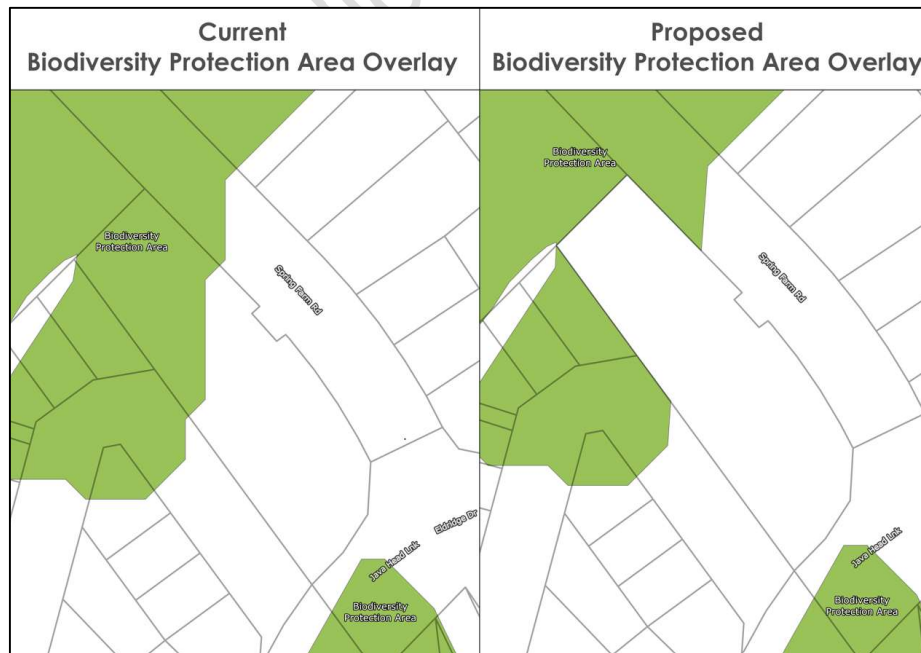 Current
Biodiversity Protection Area Overlay
Biodiversity
Protection Area
Spring Farm Rd
Eldridge Dr
Java Head Lnk
Biodiversity
Protection Area
Proposed
Biodiversity Protection Area Overlay
Biodiversity
Protection Area
Spring Farm Rd
Java Head Lnk
Biodiversity
Protection Area